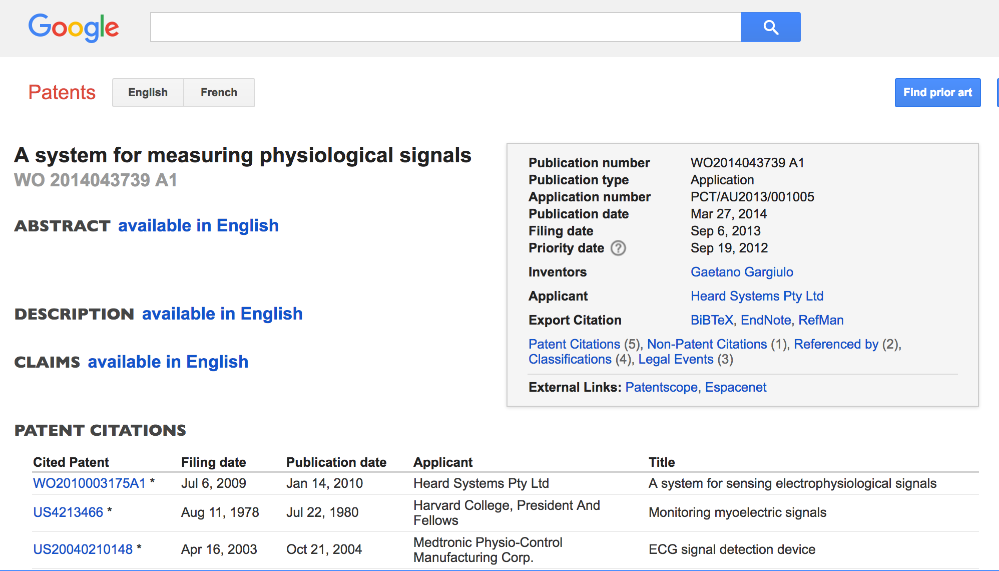 Google
Patents English French Find prior art
A system for measuring physiological signals
WO 2014043739 A1
ABSTRACT available in English
DESCRIPTION available in English
CLAIMS available in English
Publication number WO2014043739 A1
Publication type Application
Application number PCT/AU2013/001005
Publication date Mar 27, 2014
Filing date Sep 6, 2013
Priority date ? Sep 19, 2012
Inventors Gaetano Gargiulo
Applicant Heard Systems Pty Ltd
Export Citation BiBTeX, EndNote, RefMan
Patent Citations (5), Non-Patent Citations (1), Referenced by (2),
Classifications (4), Legal Events (3)
External Links: Patentscope, Espacenet
PATENT CITATIONS
Cited Patent Filing date Publication date Applicant Title
WO2010003175A1 * Jul 6, 2009 Jan 14, 2010 Heard Systems Pty Ltd A system for sensing electrophysiological signals
US4213466 * Aug 11, 1978 Jul 22, 1980 Harvard College, President And
Fellows Monitoring myoelectric signals
US20040210148 * Apr 16, 2003 Oct 21, 2004 Medtronic Physio-Control
Manufacturing Corp. ECG signal detection device